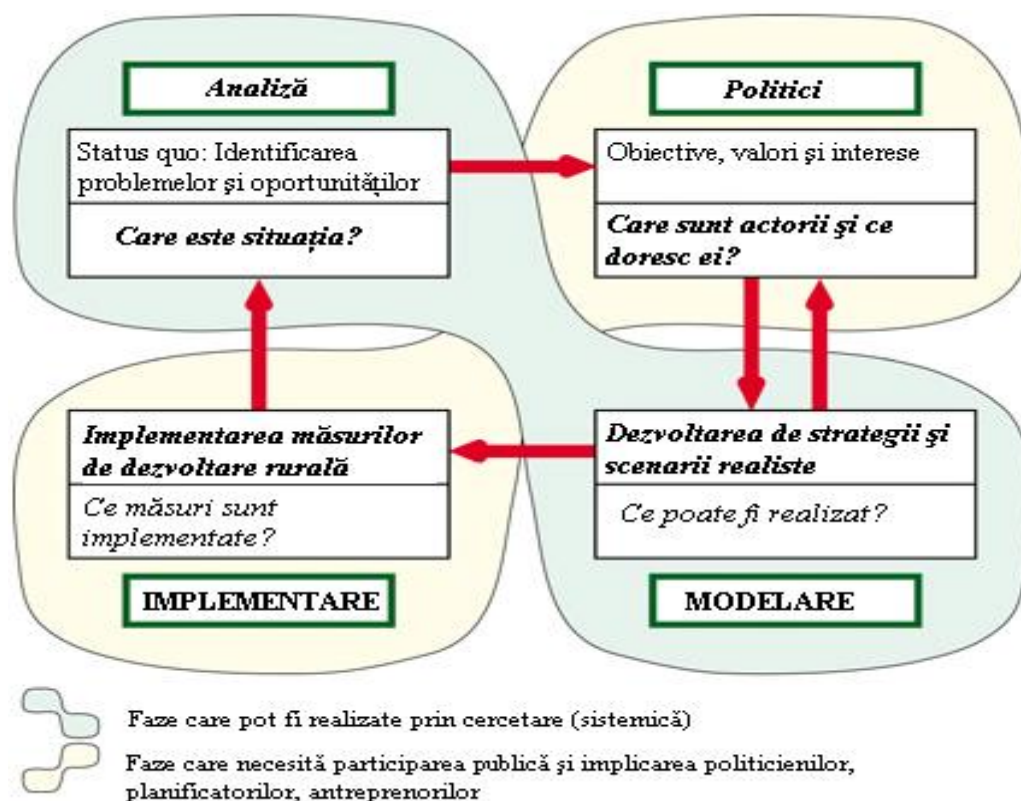 Analiză
Status quo: Identificarea
problemelor şi oportunităţilor
Care este situaţia?
Politici
Obiective, valori şi interese
Care sunt actorii şi ce
doresc ei?
Implementarea măsurilor
de dezvoltare rurală
Ce măsuri sunt
implementate?
IMPLEMENTARE
Dezvoltarea de strategii şi
scenarii realiste
Ce poate fi realizat?
MODELARE
Faze care pot fi realizate prin cercetare (sistemică)
Faze care necesită participarea publică şi implicarea politicienilor,
planificatorilor, antreprenorilor